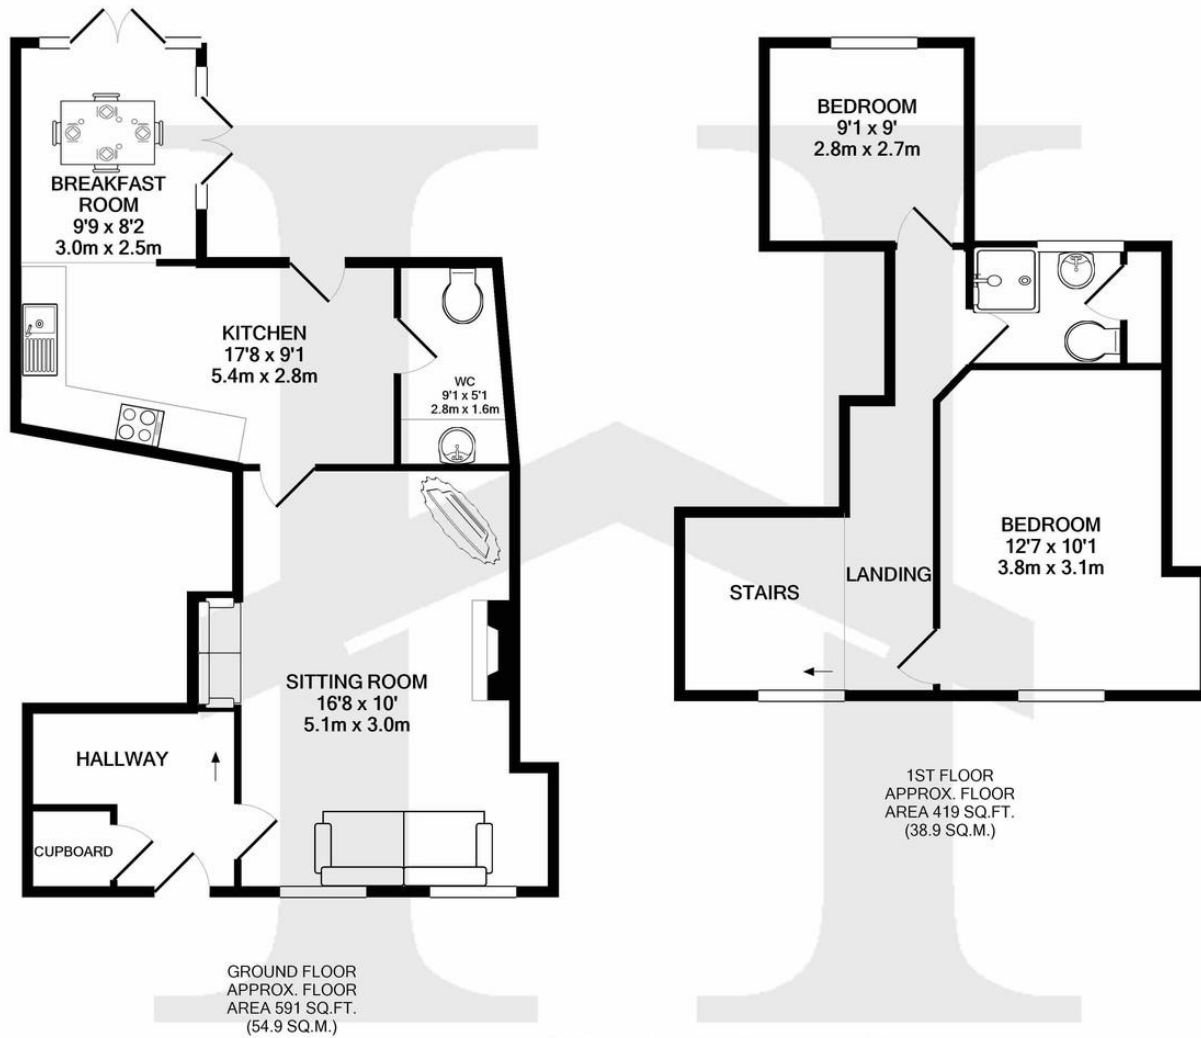 BREAKFAST
ROOM
9'9 x 8'2
3.0m x 2.5m
KITCHEN
17'8 x 9'1
5.4m x 2.8m
WC
9'1 x 5'1
2.8m x 1.6m
SITTING ROOM
16'8 x 10'
5.1m x 3.0m
HALLWAY
CUPBOARD
GROUND FLOOR
APPROX. FLOOR
AREA 591 SQ.FT.
(54.9 SQ.M.)
BEDROOM
9'1 x 9'
2.8m x 2.7m
BEDROOM
12'7 x 10'1
3.8m x 3.1m
LANDING
STAIRS
1ST FLOOR
APPROX. FLOOR
AREA 419 SQ.FT.
(38.9 SQ.M.)